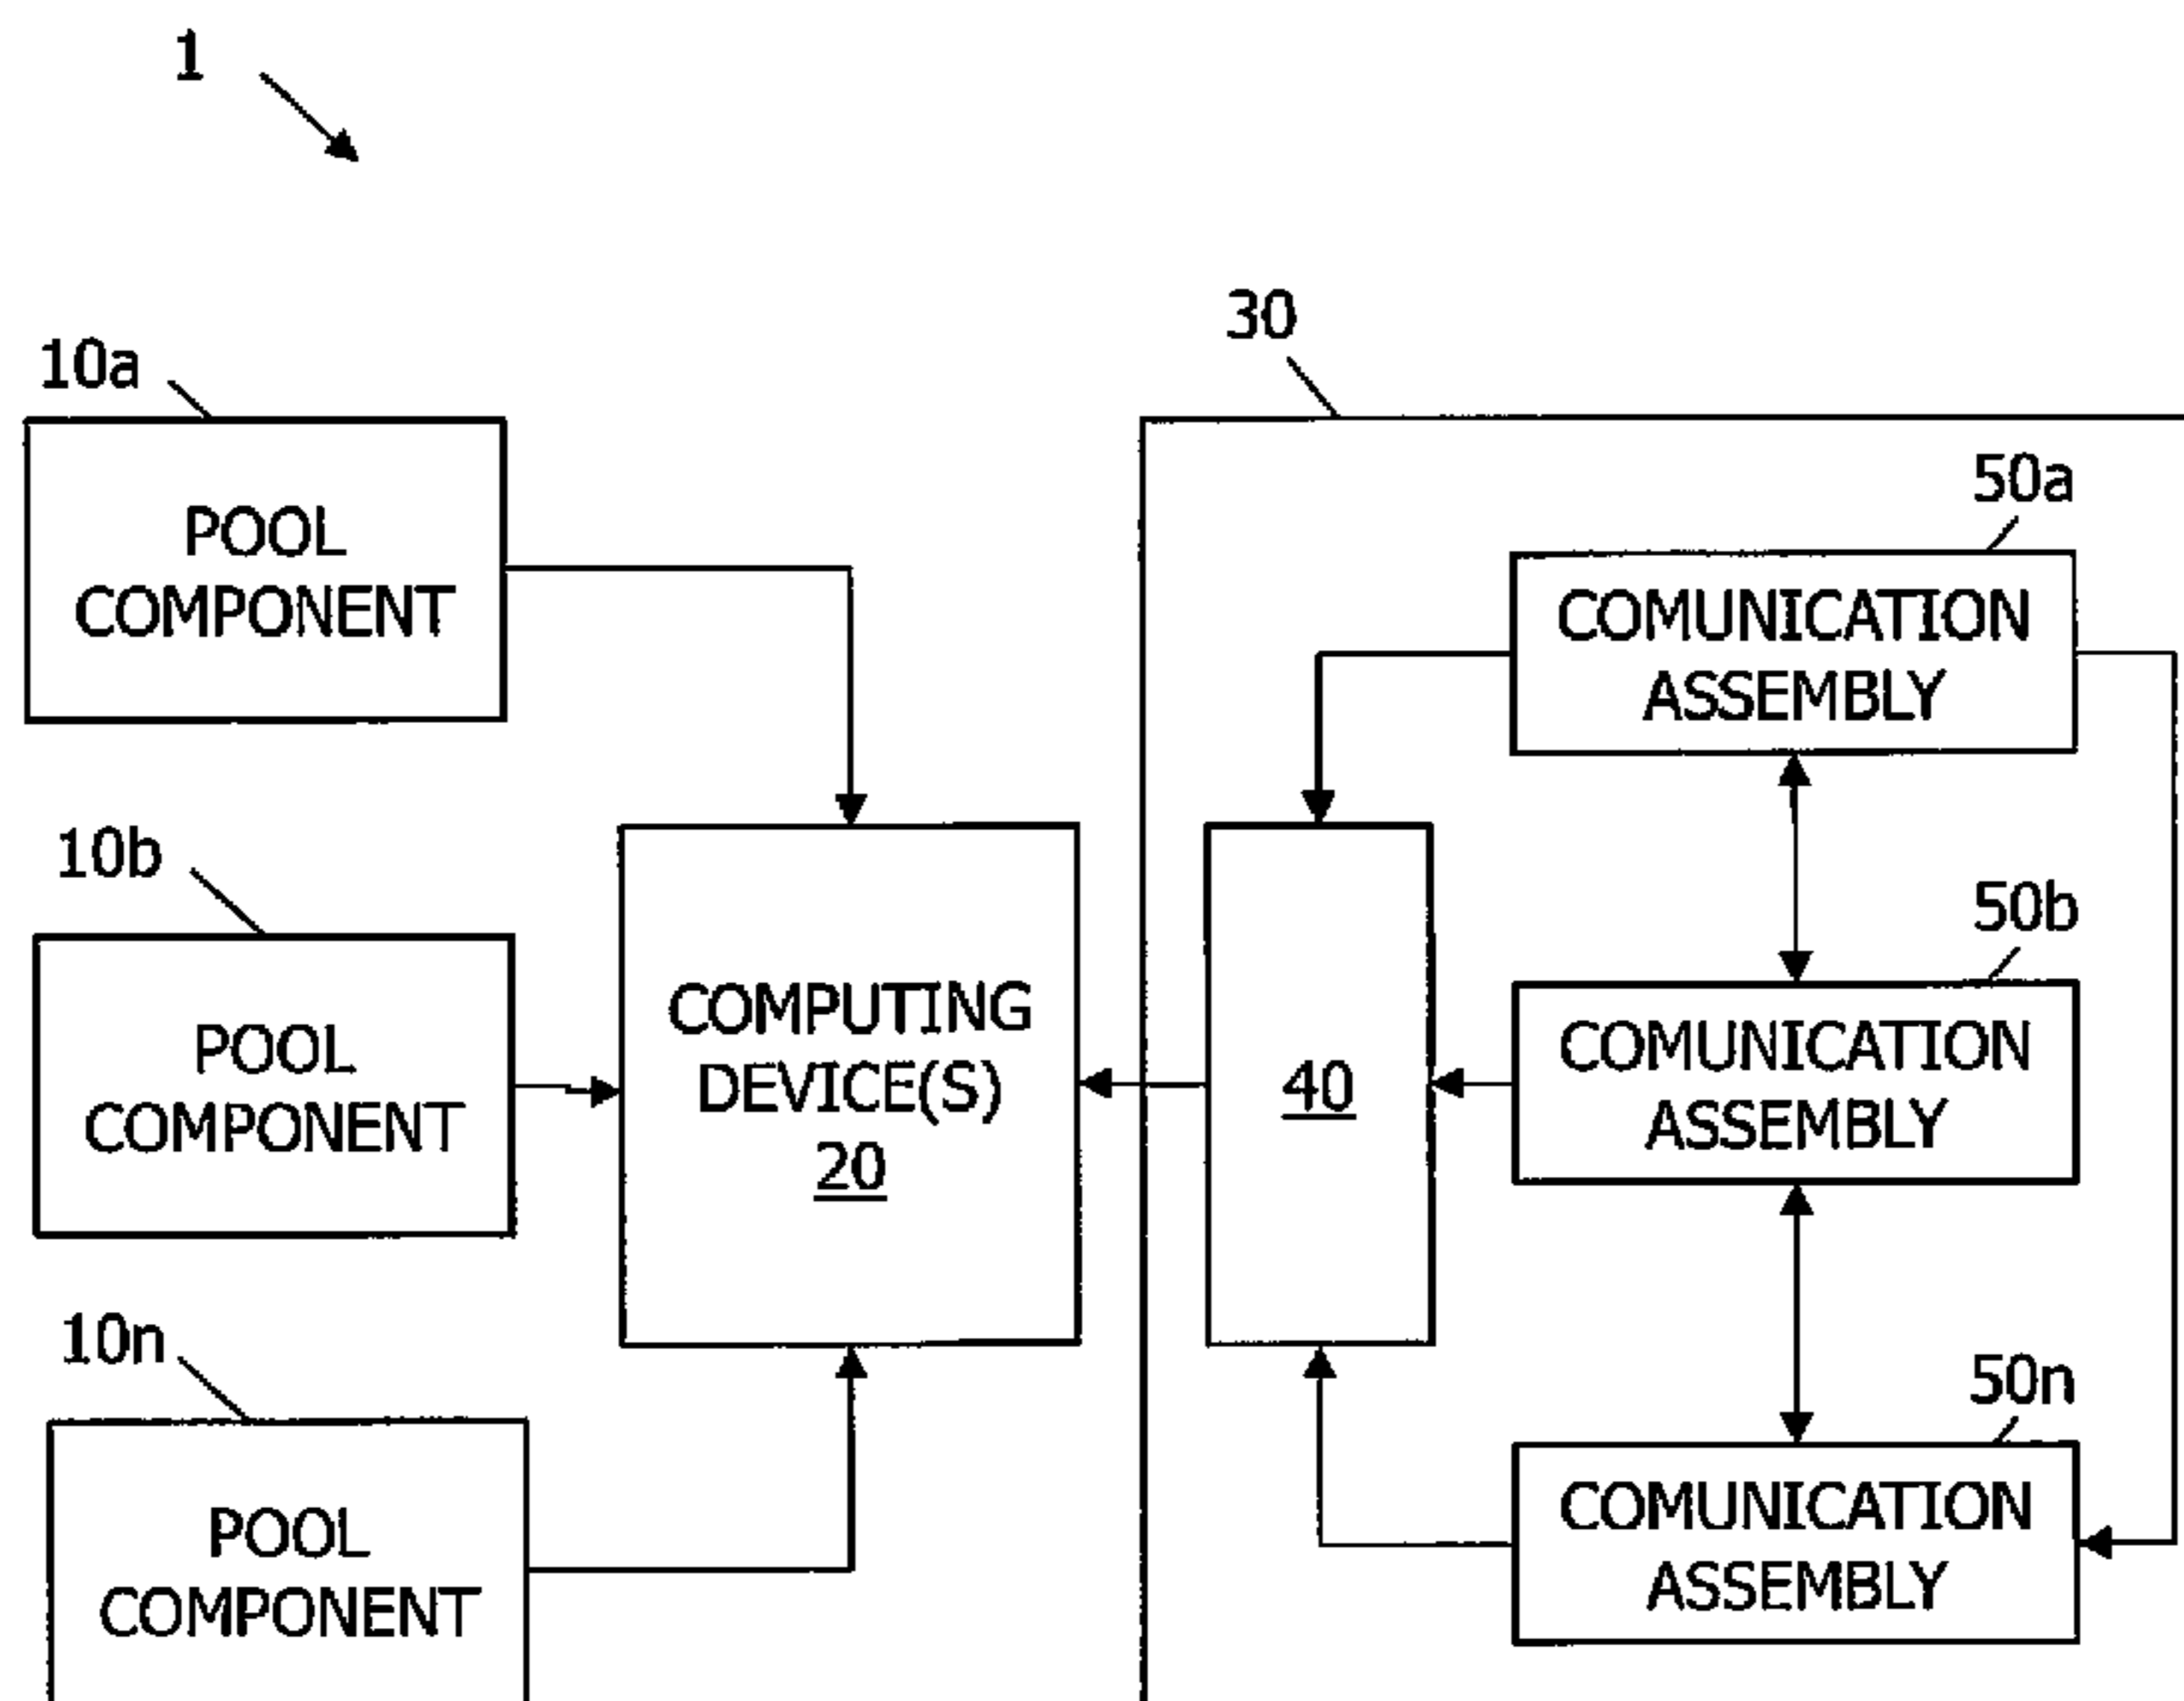 1
30
10a
50a
POOL
COMPONENT
COMUNICATION
ASSEMBLY
10b
50b
POOL
COMPONENT
COMPUTING
DEVICE(S)
20
40
COMUNICATION
ASSEMBLY
10n
50n
POOL
COMPONENT
COMUNICATION
ASSEMBLY